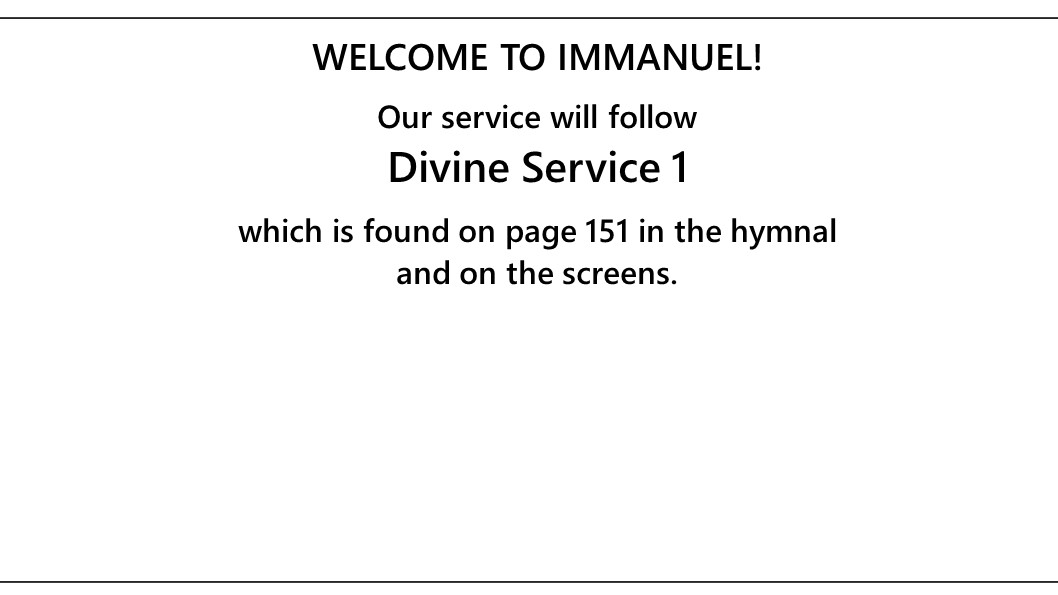 WELCOME TO IMMANUEL!
Our service will follow
Divine Service 1
which is found on page 151 in the hymnal
and on the screens.